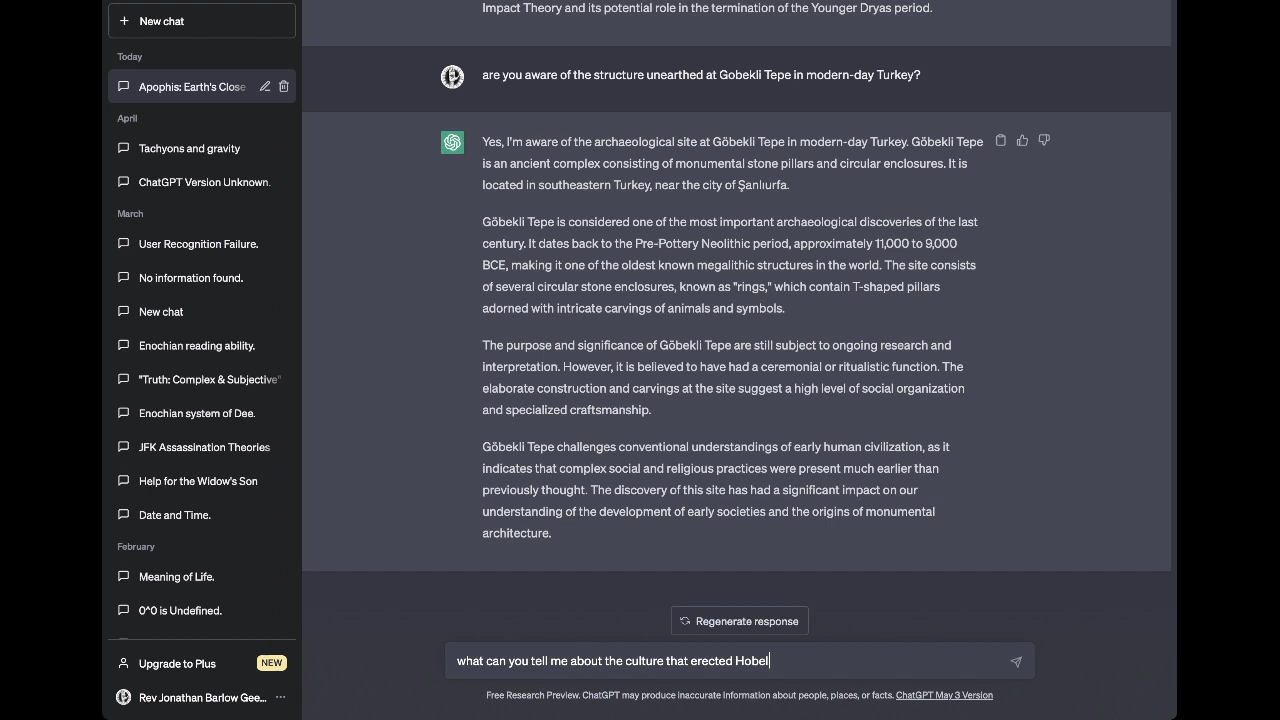 New chat
Today
Apophis: Earth's Close
April
Tachyons and gravity
ChatGPT Version Unknown.
March
User Recognition Failure.
No information found.
New chat
Enochian reading ability.
"Truth: Complex & Subjective"
Enochian system of Dee.
JFK Assassination Theories
Help for the Widow's Son
Date and Time.
February
Meaning of Life.
0^0 is Undefined.
Upgrade to Plus NEW
Rev Jonathan Barlow Gee...
Impact Theory and its potential role in the termination of the Younger Dryas period.
are you aware of the structure unearthed at Gobekli Tepe in modern-day Turkey?
Yes, I'm aware of the archaeological site at Göbekli Tepe in modern-day Turkey. Göbekli Tepe
is an ancient complex consisting of monumental stone pillars and circular enclosures. It is
located in southeastern Turkey, near the city of Şanlıurfa.
Göbekli Tepe is considered one of the most important archaeological discoveries of the last
century. It dates back to the Pre-Pottery Neolithic period, approximately 11,000 to 9,000
BCE, making it one of the oldest known megalithic structures in the world. The site consists
of several circular stone enclosures, known as "rings," which contain T-shaped pillars
adorned with intricate carvings of animals and symbols.
The purpose and significance of Göbekli Tepe are still subject to ongoing research and
interpretation. However, it is believed to have had a ceremonial or ritualistic function. The
elaborate construction and carvings at the site suggest a high level of social organization
and specialized craftsmanship.
Göbekli Tepe challenges conventional understandings of early human civilization, as it
indicates that complex social and religious practices were present much earlier than
previously thought. The discovery of this site has had a significant impact on our
understanding of the development of early societies and the origins of monumental
architecture.
Regenerate response
what can you tell me about the culture that erected Hobel
Free Research Preview. ChatGPT may produce inaccurate information about people, places, or facts. ChatGPT May 3 Version